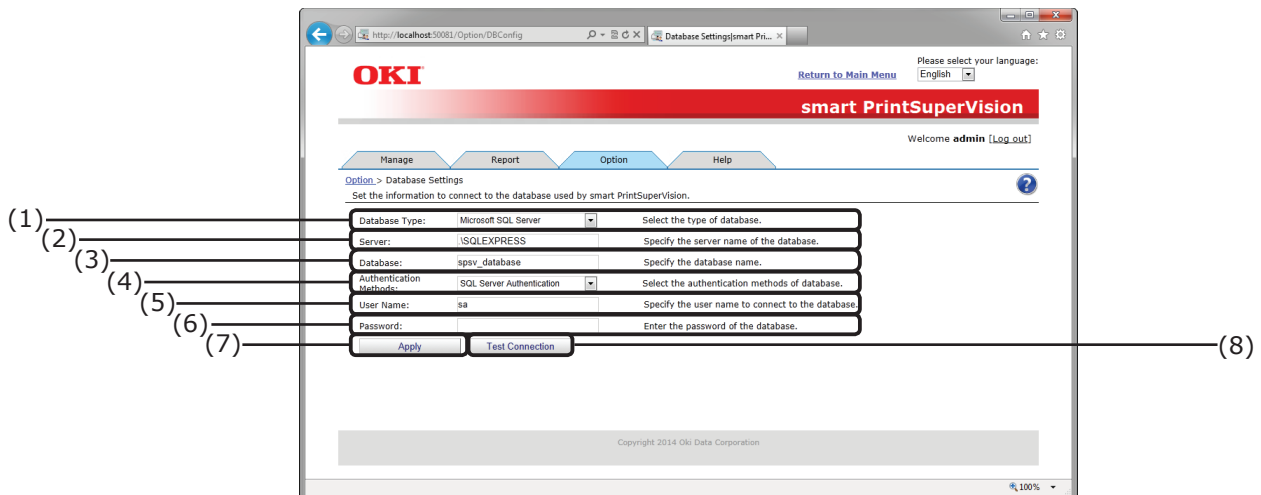 http://localhost:50081/Option/DBConfig
Database Settings|smart Pri...
OKI
Return to Main Menu
Please select your language:
English
smart PrintSuperVision
Welcome admin [Log out]
Manage Report Option Help
Option > Database Settings
Set the information to connect to the database used by smart PrintSuperVision.
?
(1) Database Type: Microsoft SQL Server Select the type of database.
(2) Server: .\SQLEXPRESS Specify the server name of the database.
(3) Database: spsv_database Specify the database name.
(4) Authentication Methods: SQL Server Authentication Select the authentication methods of database.
(5) User Name: sa Specify the user name to connect to the database.
(6) Password: Enter the password of the database.
(7) Apply Test Connection (8)
Copyright 2014 Oki Data Corporation
100%